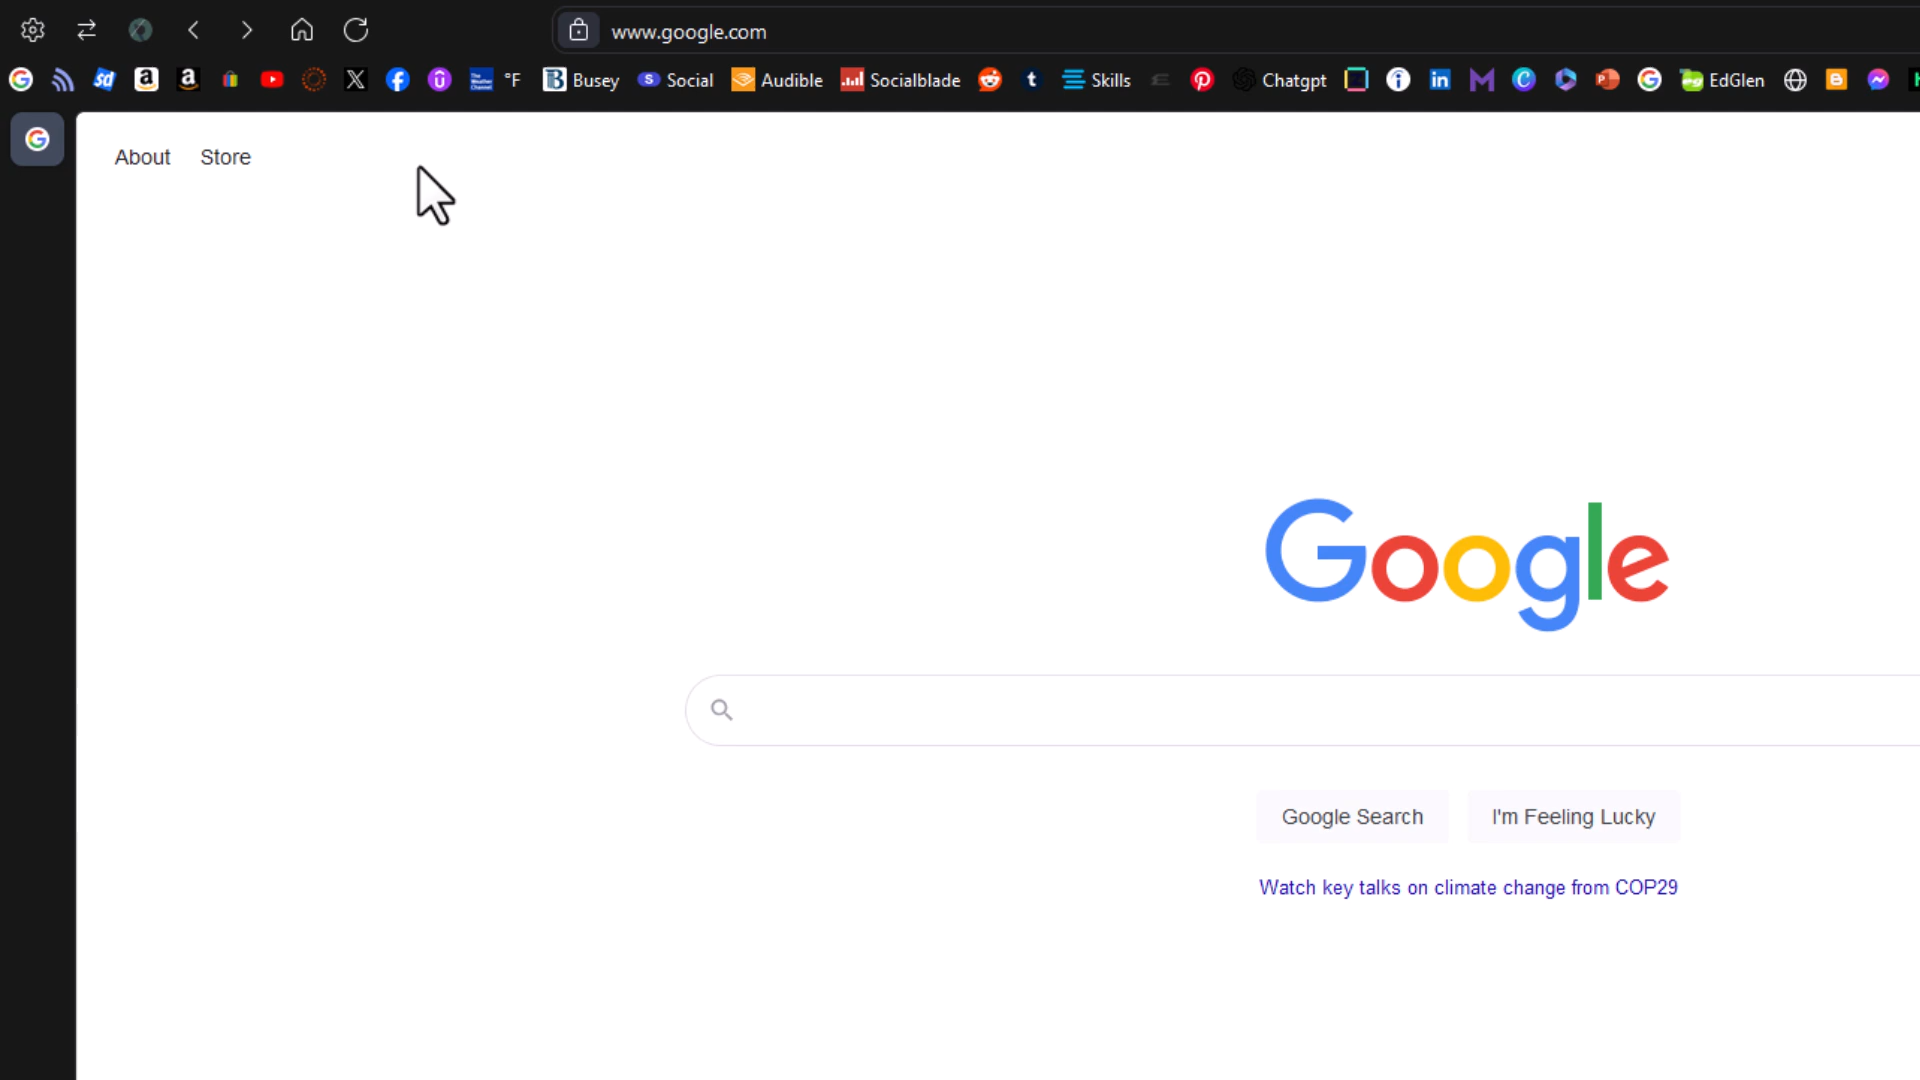 www.google.com
°F Busey Social Audible Socialblade Skills Chatgpt EdGlen
About Store
Google
Google Search I'm Feeling Lucky
Watch key talks on climate change from COP29